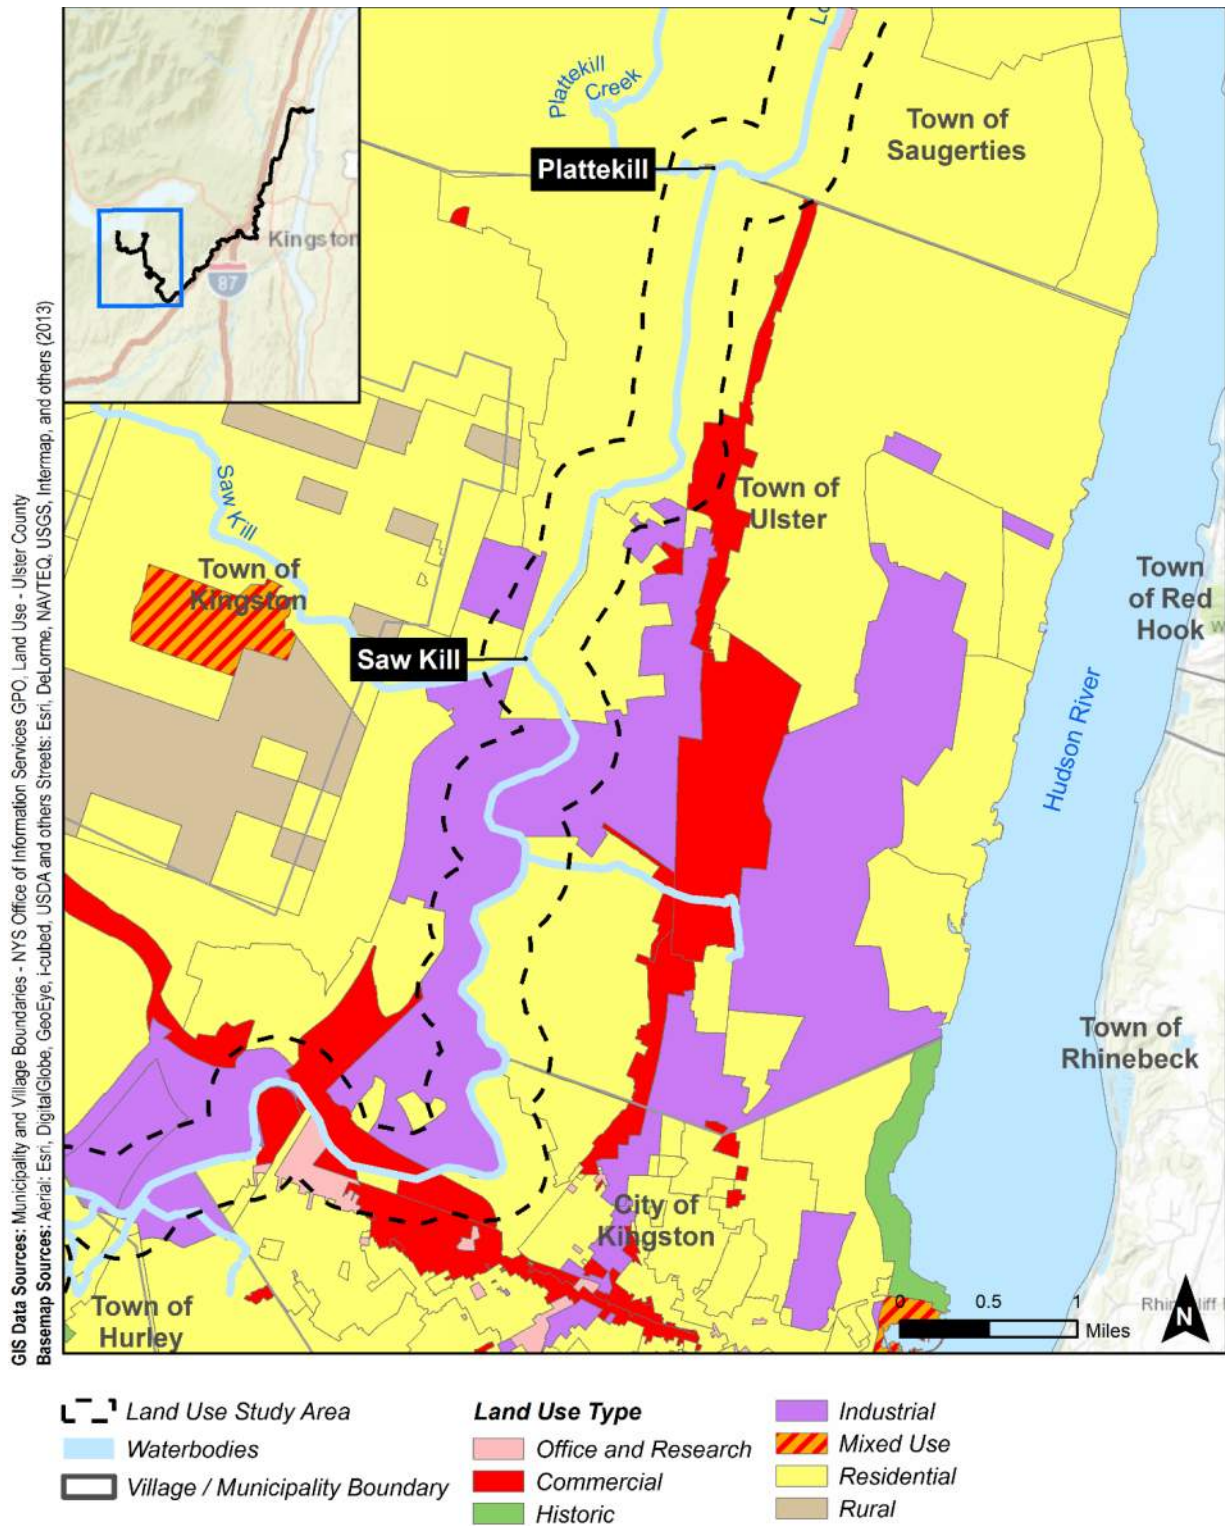 Lo
Plattekill
Creek
Town of
Saugerties
Plattekill
Kingston
87
Saw Kill
Town of
Ulster
Town of
Kingston
Town
of Red
Hook
W
Saw Kill
Hudson River
Town of
Rhinebeck
City of
Kingston
Town of
Hurley
0 0.5 1
Miles
N
GIS Data Sources: Municipality and Village Boundaries - NYS Office of Information Services GPO, Land Use - Ulster County
Basemap Sources: Aerial: Esri, DigitalGlobe, GeoEye, i-cubed, USDA and others Streets: Esri, DeLorme, NAVTEQ, USGS, Intermap, and others (2013)
Land Use Study Area
Waterbodies
Village / Municipality Boundary
Land Use Type
Office and Research
Commercial
Historic
Industrial
Mixed Use
Residential
Rural